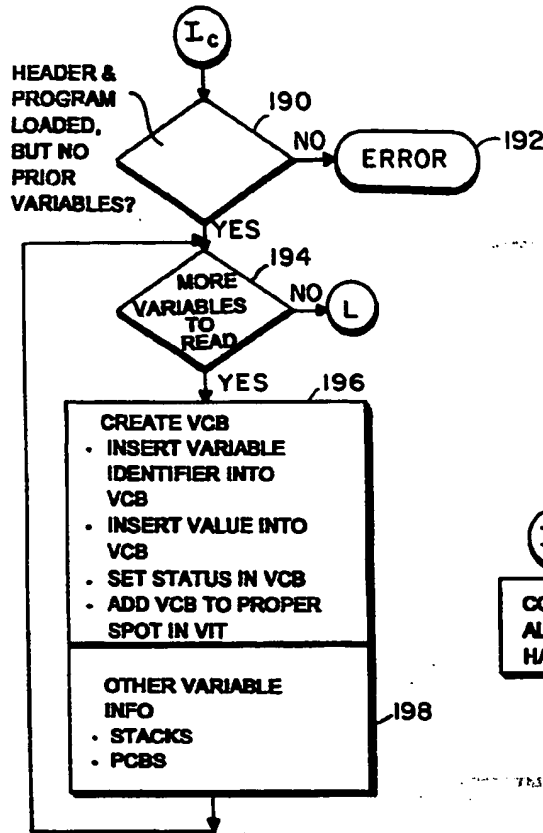 Ic
HEADER &
PROGRAM
LOADED,
BUT NO
PRIOR
VARIABLES?
190
NO
ERROR
192
YES
194
MORE
VARIABLES
TO
READ
NO
L
YES
196
CREATE VCB
• INSERT VARIABLE
IDENTIFIER INTO
VCB
• INSERT VALUE INTO
VCB
• SET STATUS IN VCB
• ADD VCB TO PROPER
SPOT IN VIT
OTHER VARIABLE
INFO
• STACKS
• PCBS
198